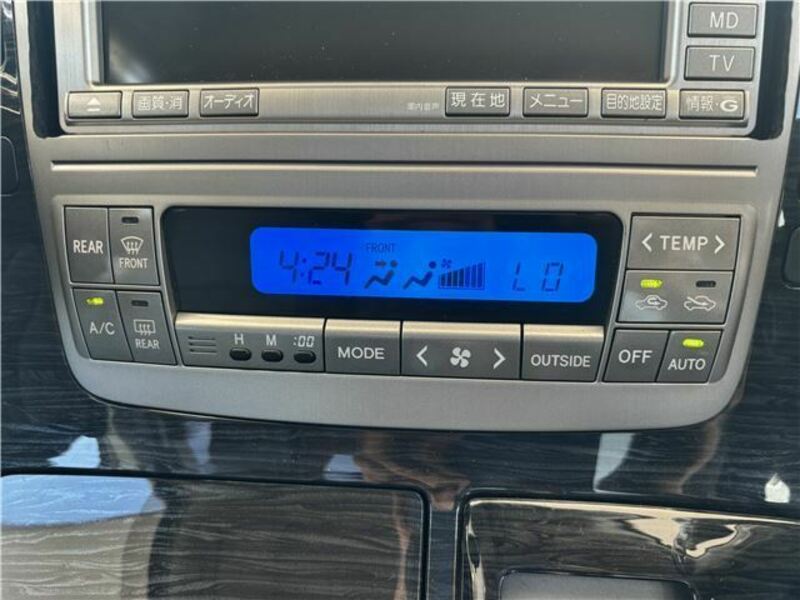 MD
TV
画質・消
オーディオ
現在地
メニュー
目的地設定
情報・G
REAR
FRONT
4:24
FRONT
LO
< TEMP >
A/C
REAR
H
M
:00
MODE
< >
OUTSIDE
OFF
AUTO